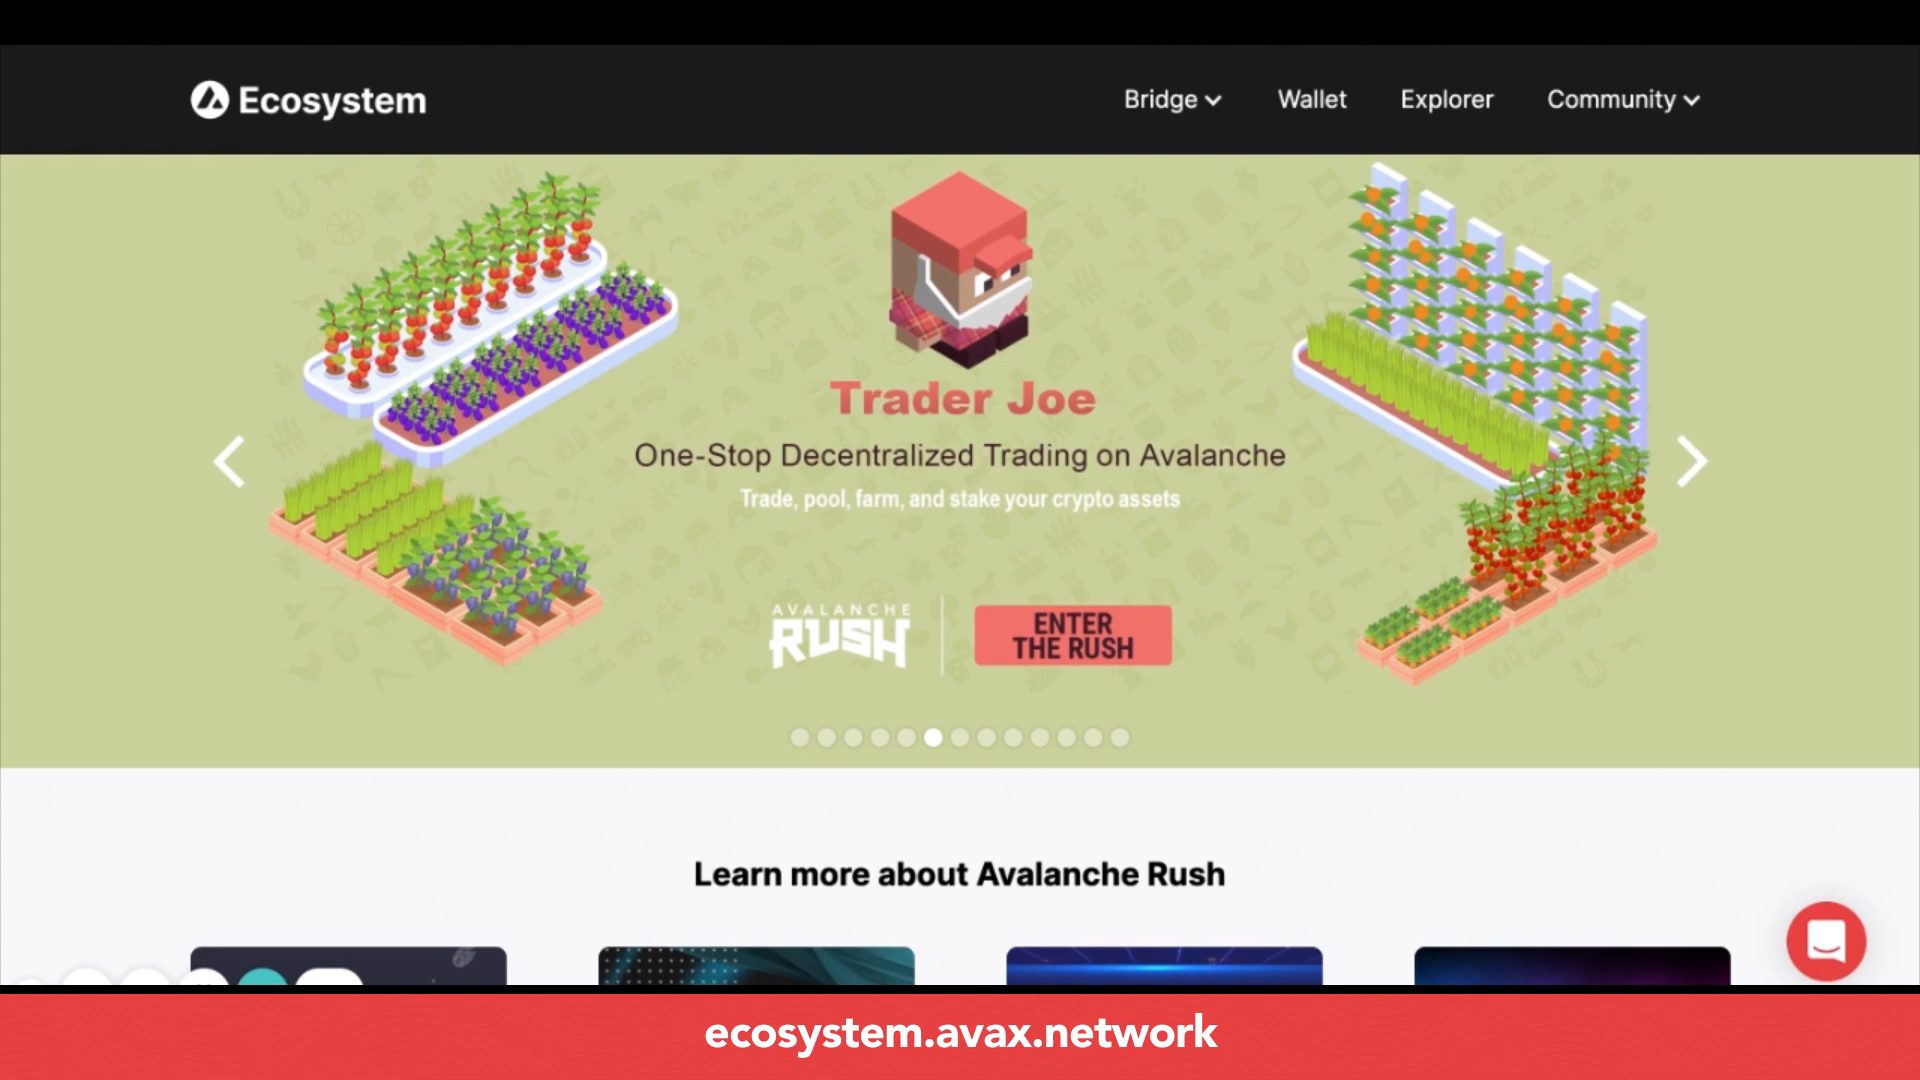 Ecosystem
Bridge
Wallet
Explorer
Community
Trader Joe
One-Stop Decentralized Trading on Avalanche
Trade, pool, farm, and stake your crypto assets
AVALANCHE
RUSH
ENTER
THE RUSH
Learn more about Avalanche Rush
ecosystem.avax.network